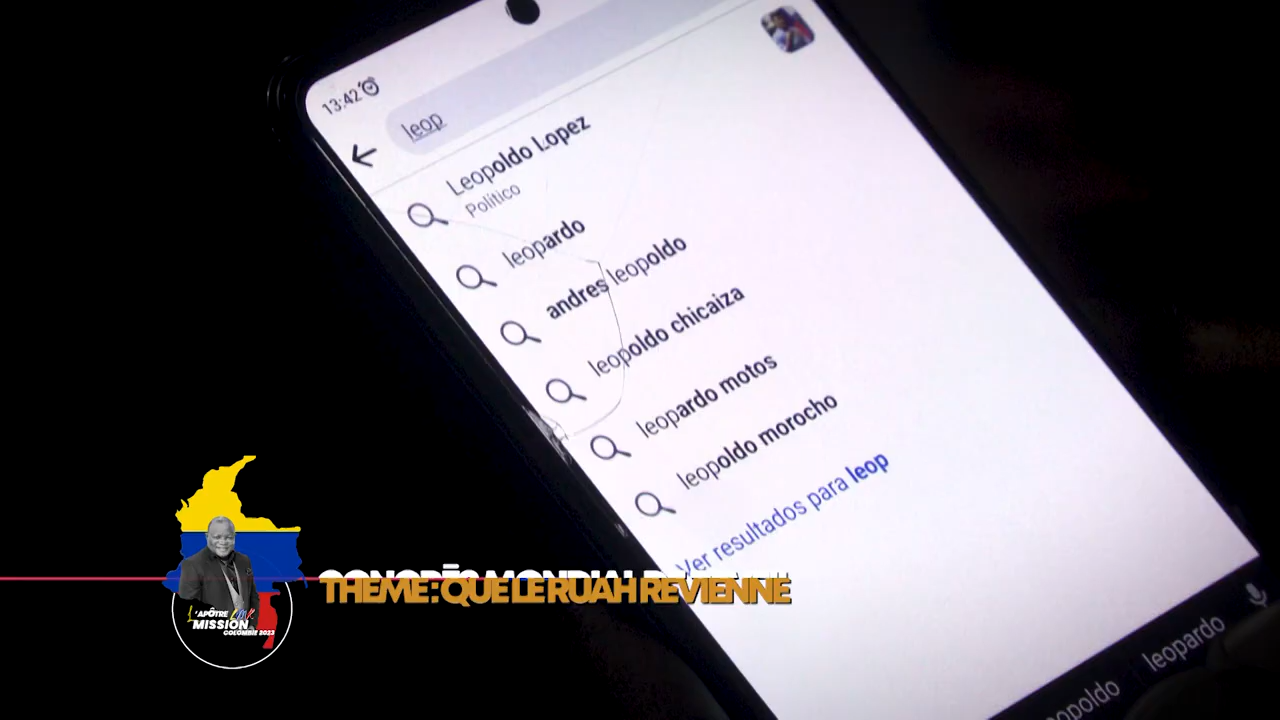 13:42
leop
Leopoldo Lopez
Político
leopardo
andres leopoldo
leopoldo chicaiza
leopardo motos
leopoldo morocho
Ver resultados para leop
leopardo
THEME : QUE LE RUAH REVIENNE
L'APÔTRE
MISSION
COLOMBIE 2023